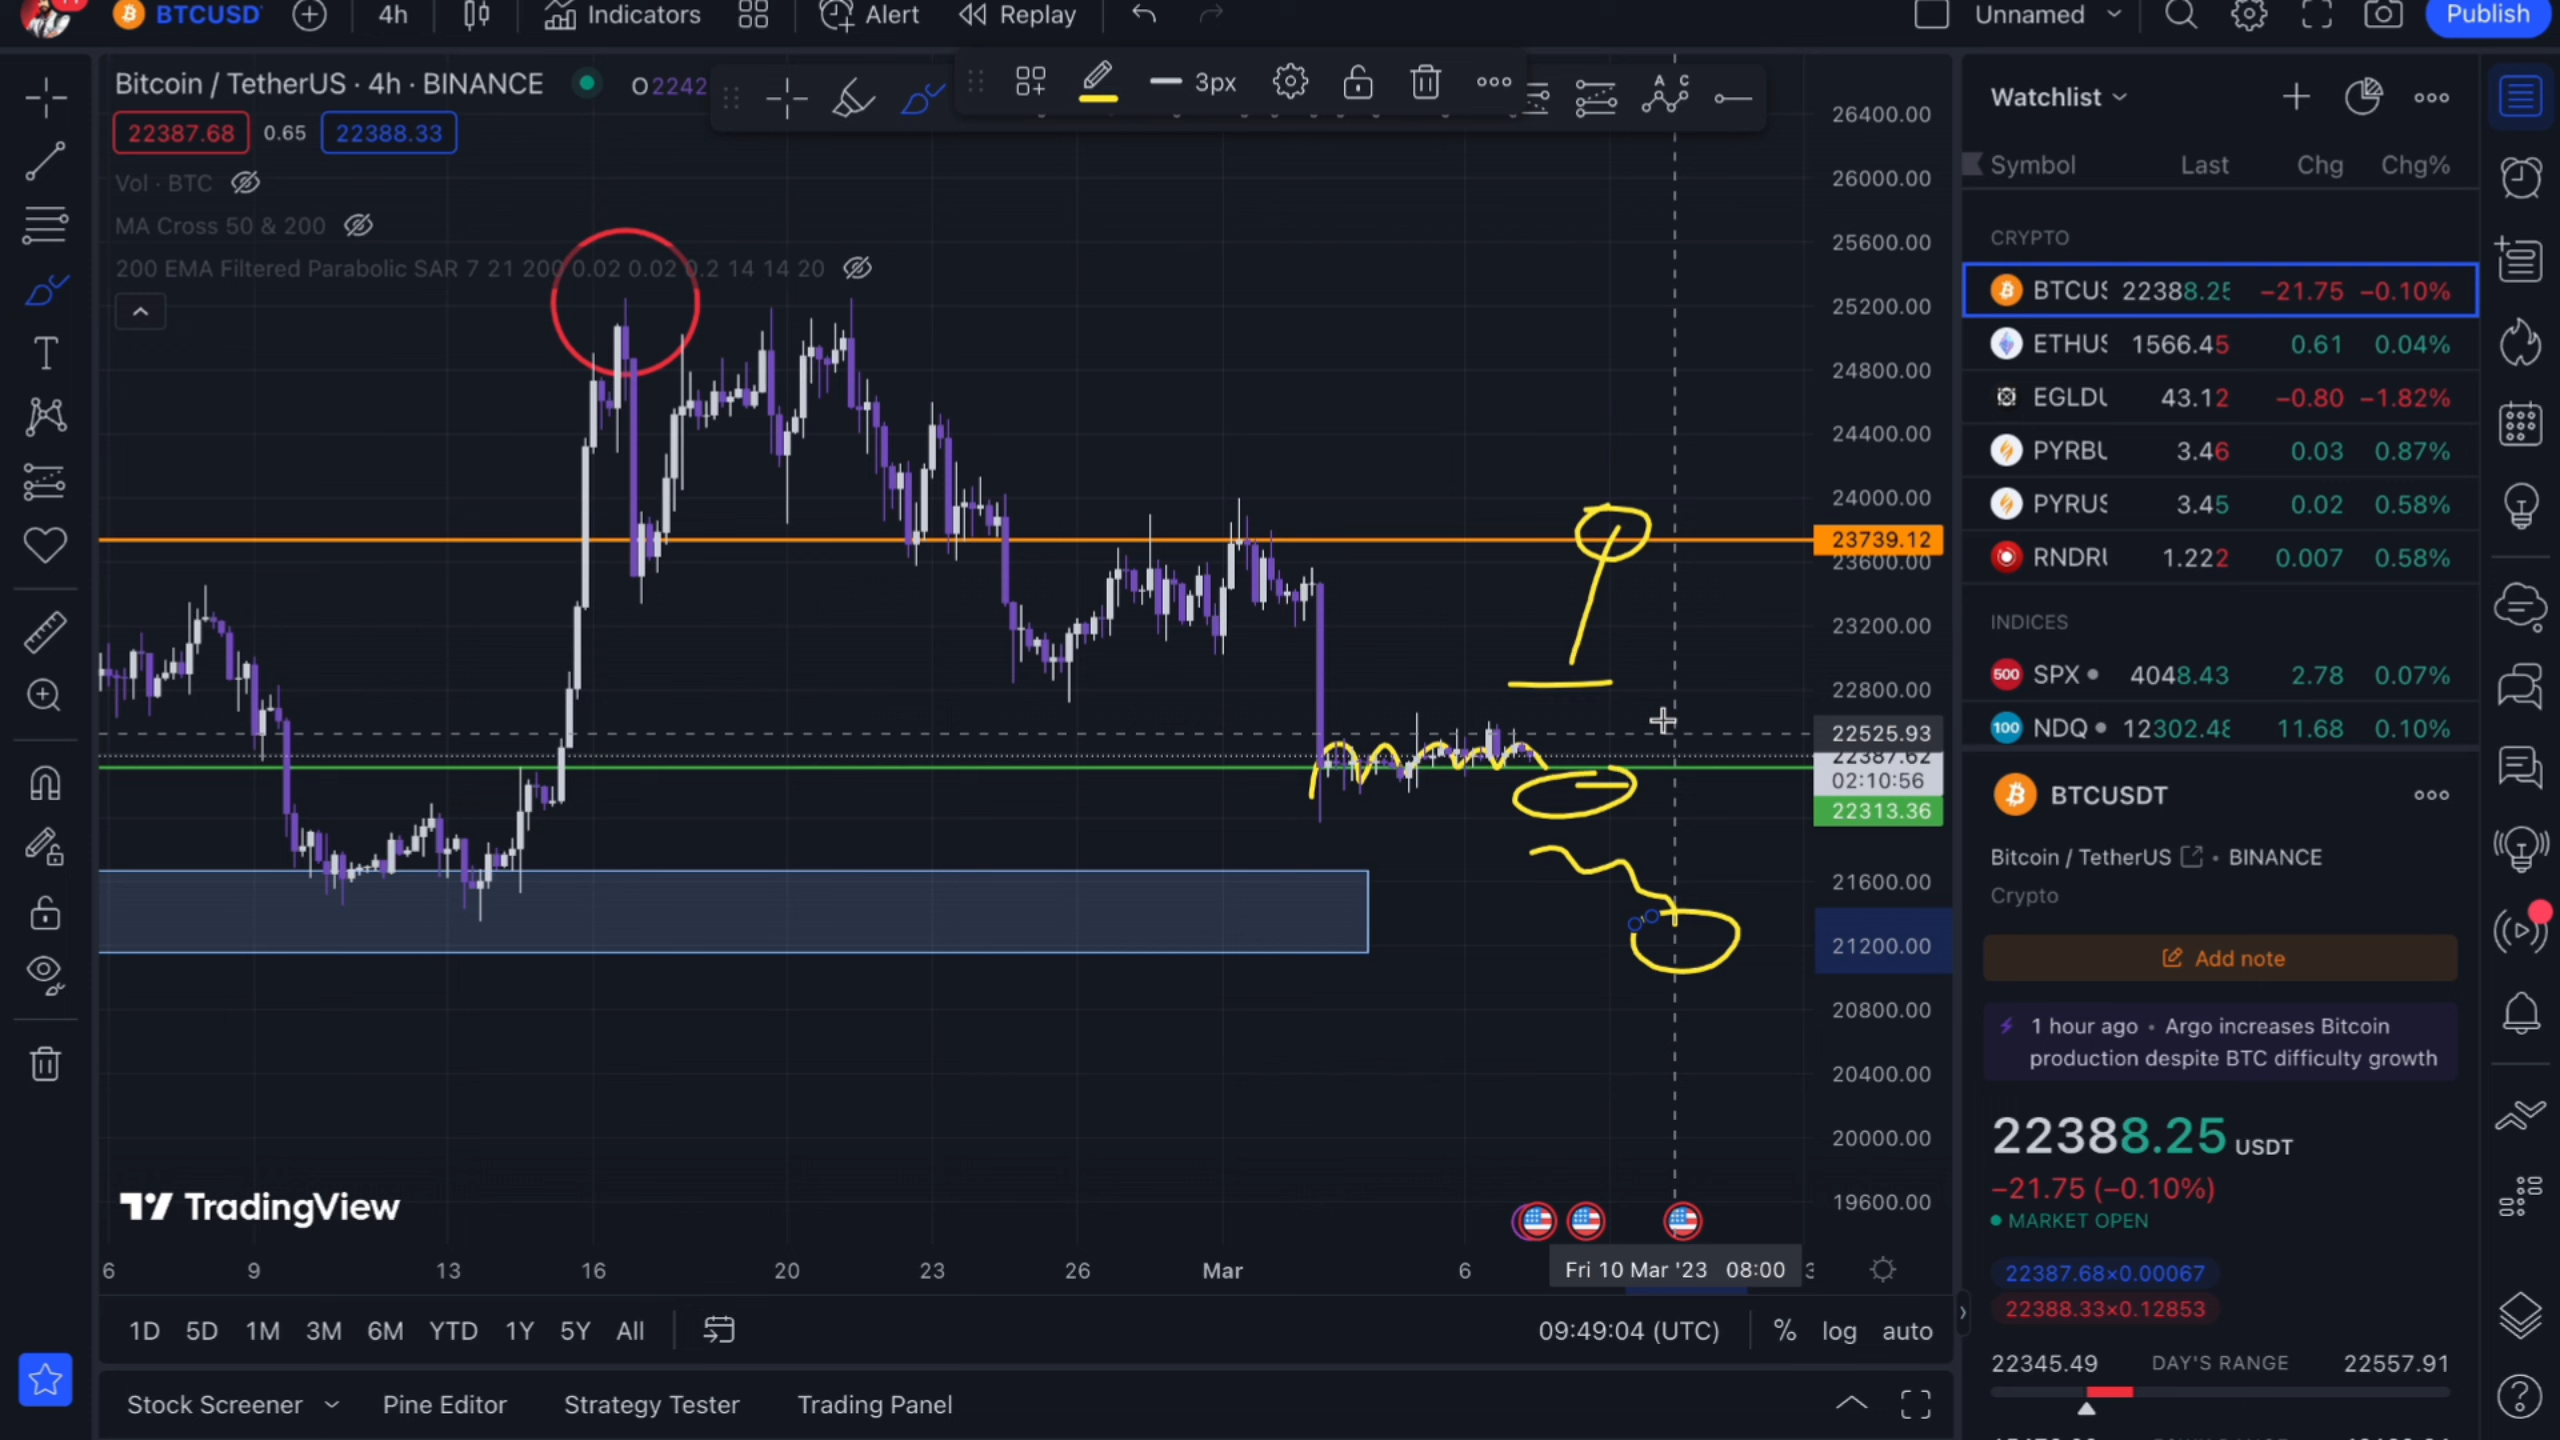 BTCUSD
4h
Indicators
Alert
Replay
Unnamed
Publish
Bitcoin / TetherUS · 4h · BINANCE
O2242
3px
22387.68
0.65
22388.33
Vol · BTC
MA Cross 50 & 200
200 EMA Filtered Parabolic SAR 7 21 200 0.02 0.02 0.2 14 14 20
26400.00
26000.00
25600.00
25200.00
24800.00
24400.00
24000.00
23739.12
23600.00
23200.00
22800.00
22525.93
22387.62
02:10:56
22313.36
21600.00
21200.00
20800.00
20400.00
20000.00
19600.00
TradingView
6
9
13
16
20
23
26
Mar
6
Fri 10 Mar '23 08:00
1D
5D
1M
3M
6M
YTD
1Y
5Y
All
09:49:04 (UTC)
%
log
auto
Stock Screener
Pine Editor
Strategy Tester
Trading Panel
Watchlist
Symbol Last Chg Chg%
CRYPTO
BTCUS 22388.25 −21.75 −0.10%
ETHUS 1566.45 0.61 0.04%
EGLDU 43.12 −0.80 −1.82%
PYRBU 3.46 0.03 0.87%
PYRUS 3.45 0.02 0.58%
RNDRU 1.222 0.007 0.58%
INDICES
500 SPX 4048.43 2.78 0.07%
100 NDQ 12302.48 11.68 0.10%
BTCUSDT
Bitcoin / TetherUS • BINANCE
Crypto
Add note
1 hour ago • Argo increases Bitcoin
production despite BTC difficulty growth
22388.25 USDT
−21.75 (−0.10%)
MARKET OPEN
22387.68×0.00067
22388.33×0.12853
22345.49 DAY'S RANGE 22557.91